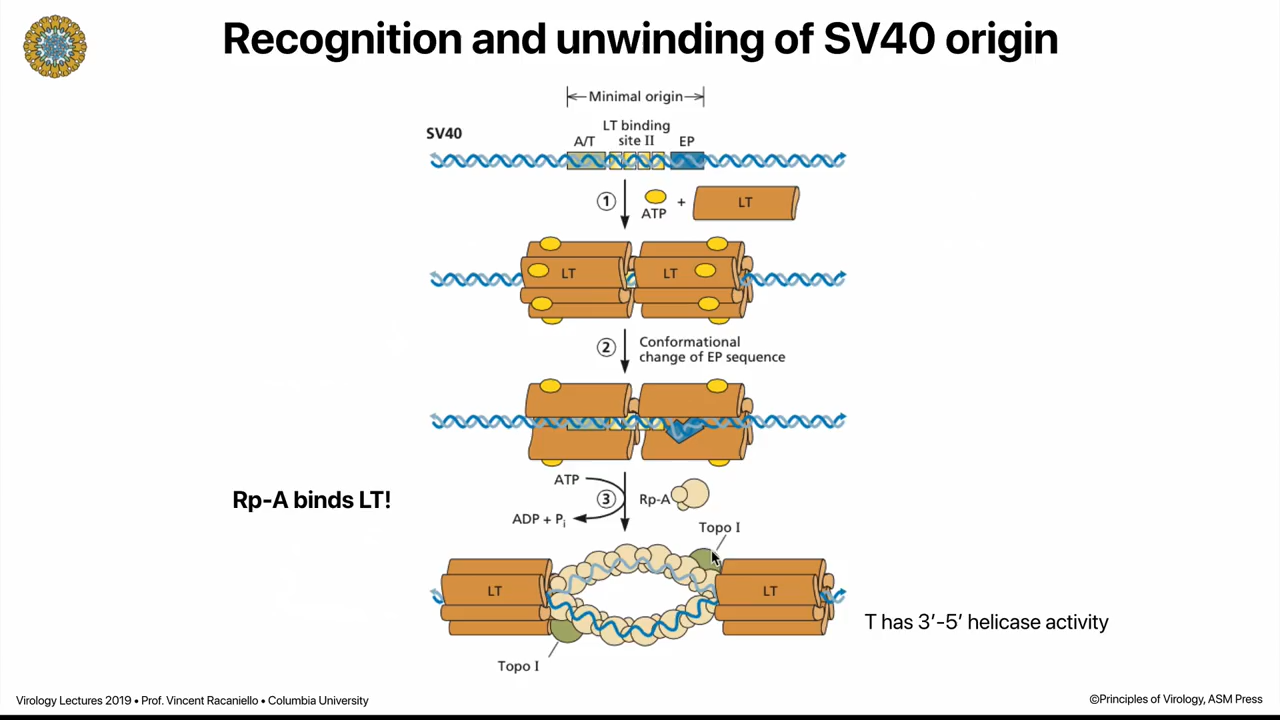 Recognition and unwinding of SV40 origin
Minimal origin
SV40
A/T
LT binding
site II
EP
1
ATP
+
LT
LT
LT
2
Conformational
change of EP sequence
Rp-A binds LT!
ATP
3
Rp-A
ADP + Pi
Topo I
LT
LT
T has 3’-5’ helicase activity
Topo I
Virology Lectures 2019 • Prof. Vincent Racaniello • Columbia University
©Principles of Virology, ASM Press